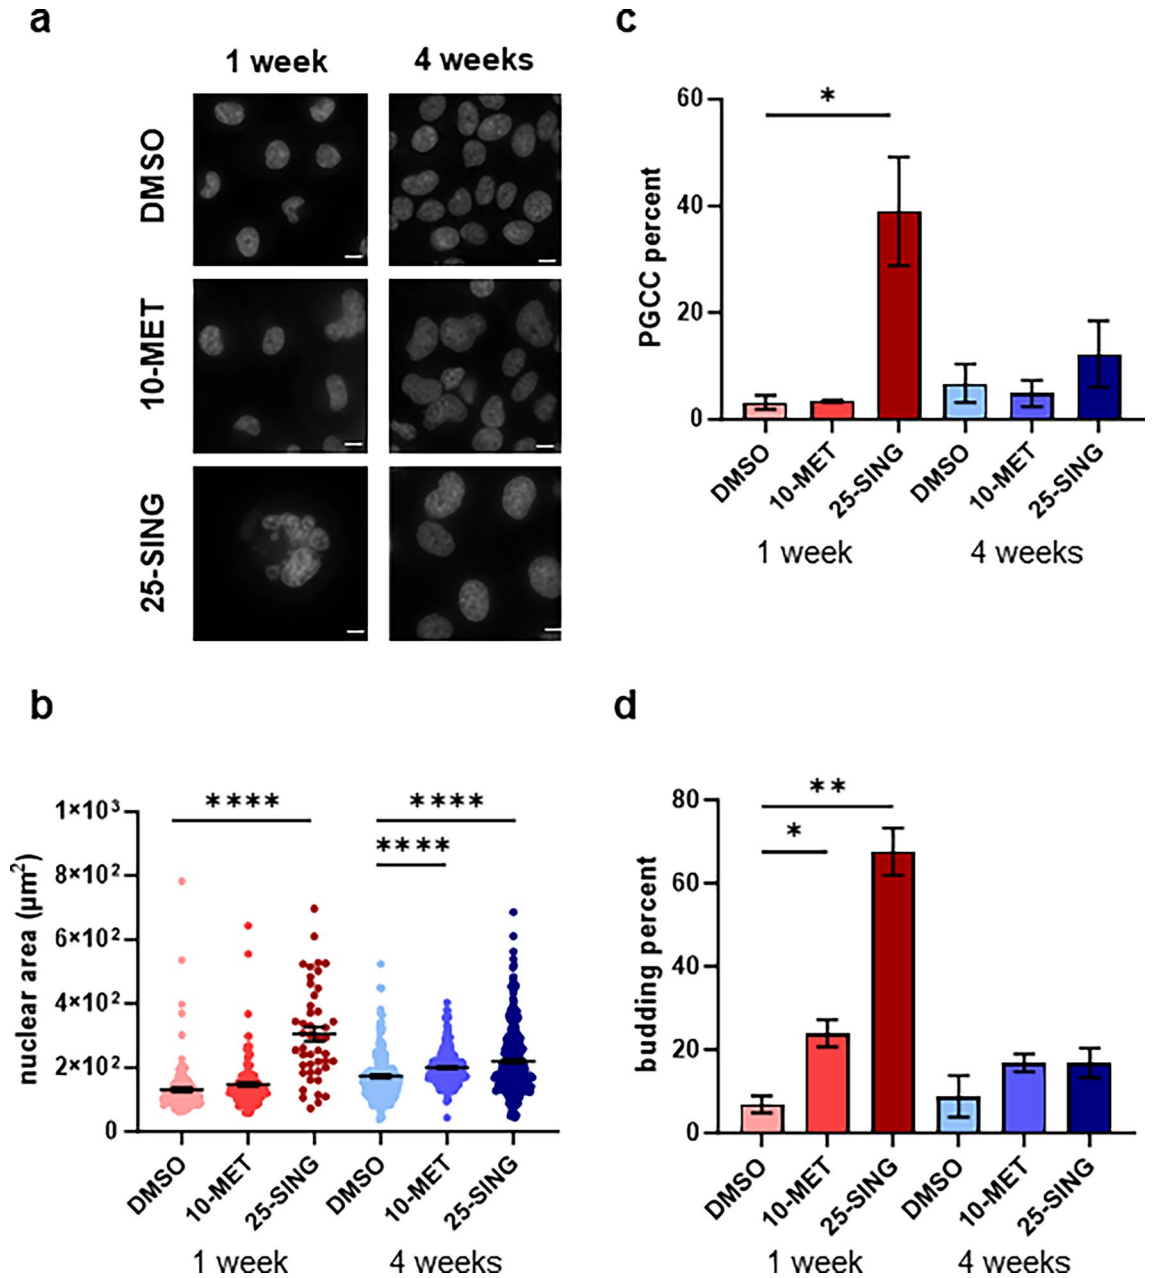 a
1 week
4 weeks
DMSO
10-MET
25-SING
c
*
60
40
20
0
PGCC percent
DMSO
10-MET
25-SING
DMSO
10-MET
25-SING
1 week
4 weeks
b
****
****
****
1×10³
8×10²
6×10²
4×10²
2×10²
0
nuclear area (µm²)
DMSO
10-MET
25-SING
DMSO
10-MET
25-SING
1 week
4 weeks
d
**
*
80
60
40
20
0
budding percent
DMSO
10-MET
25-SING
DMSO
10-MET
25-SING
1 week
4 weeks